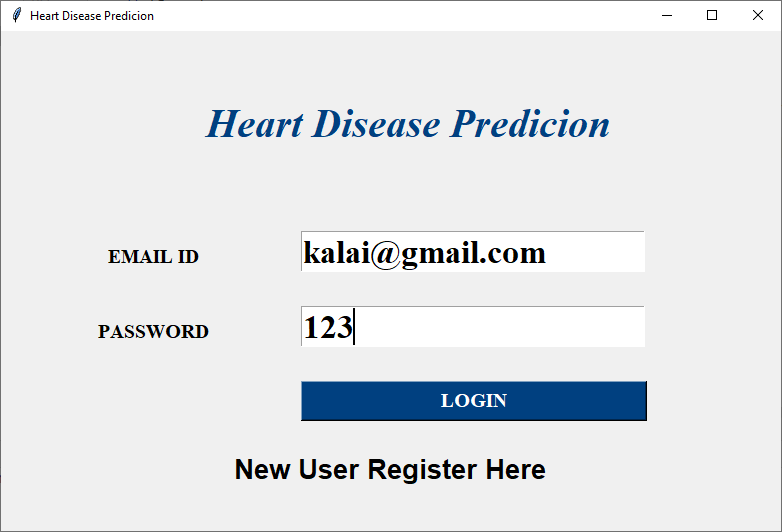 Heart Disease Predicion
Heart Disease Predicion
EMAIL ID
kalai@gmail.com
PASSWORD
123
LOGIN
New User Register Here